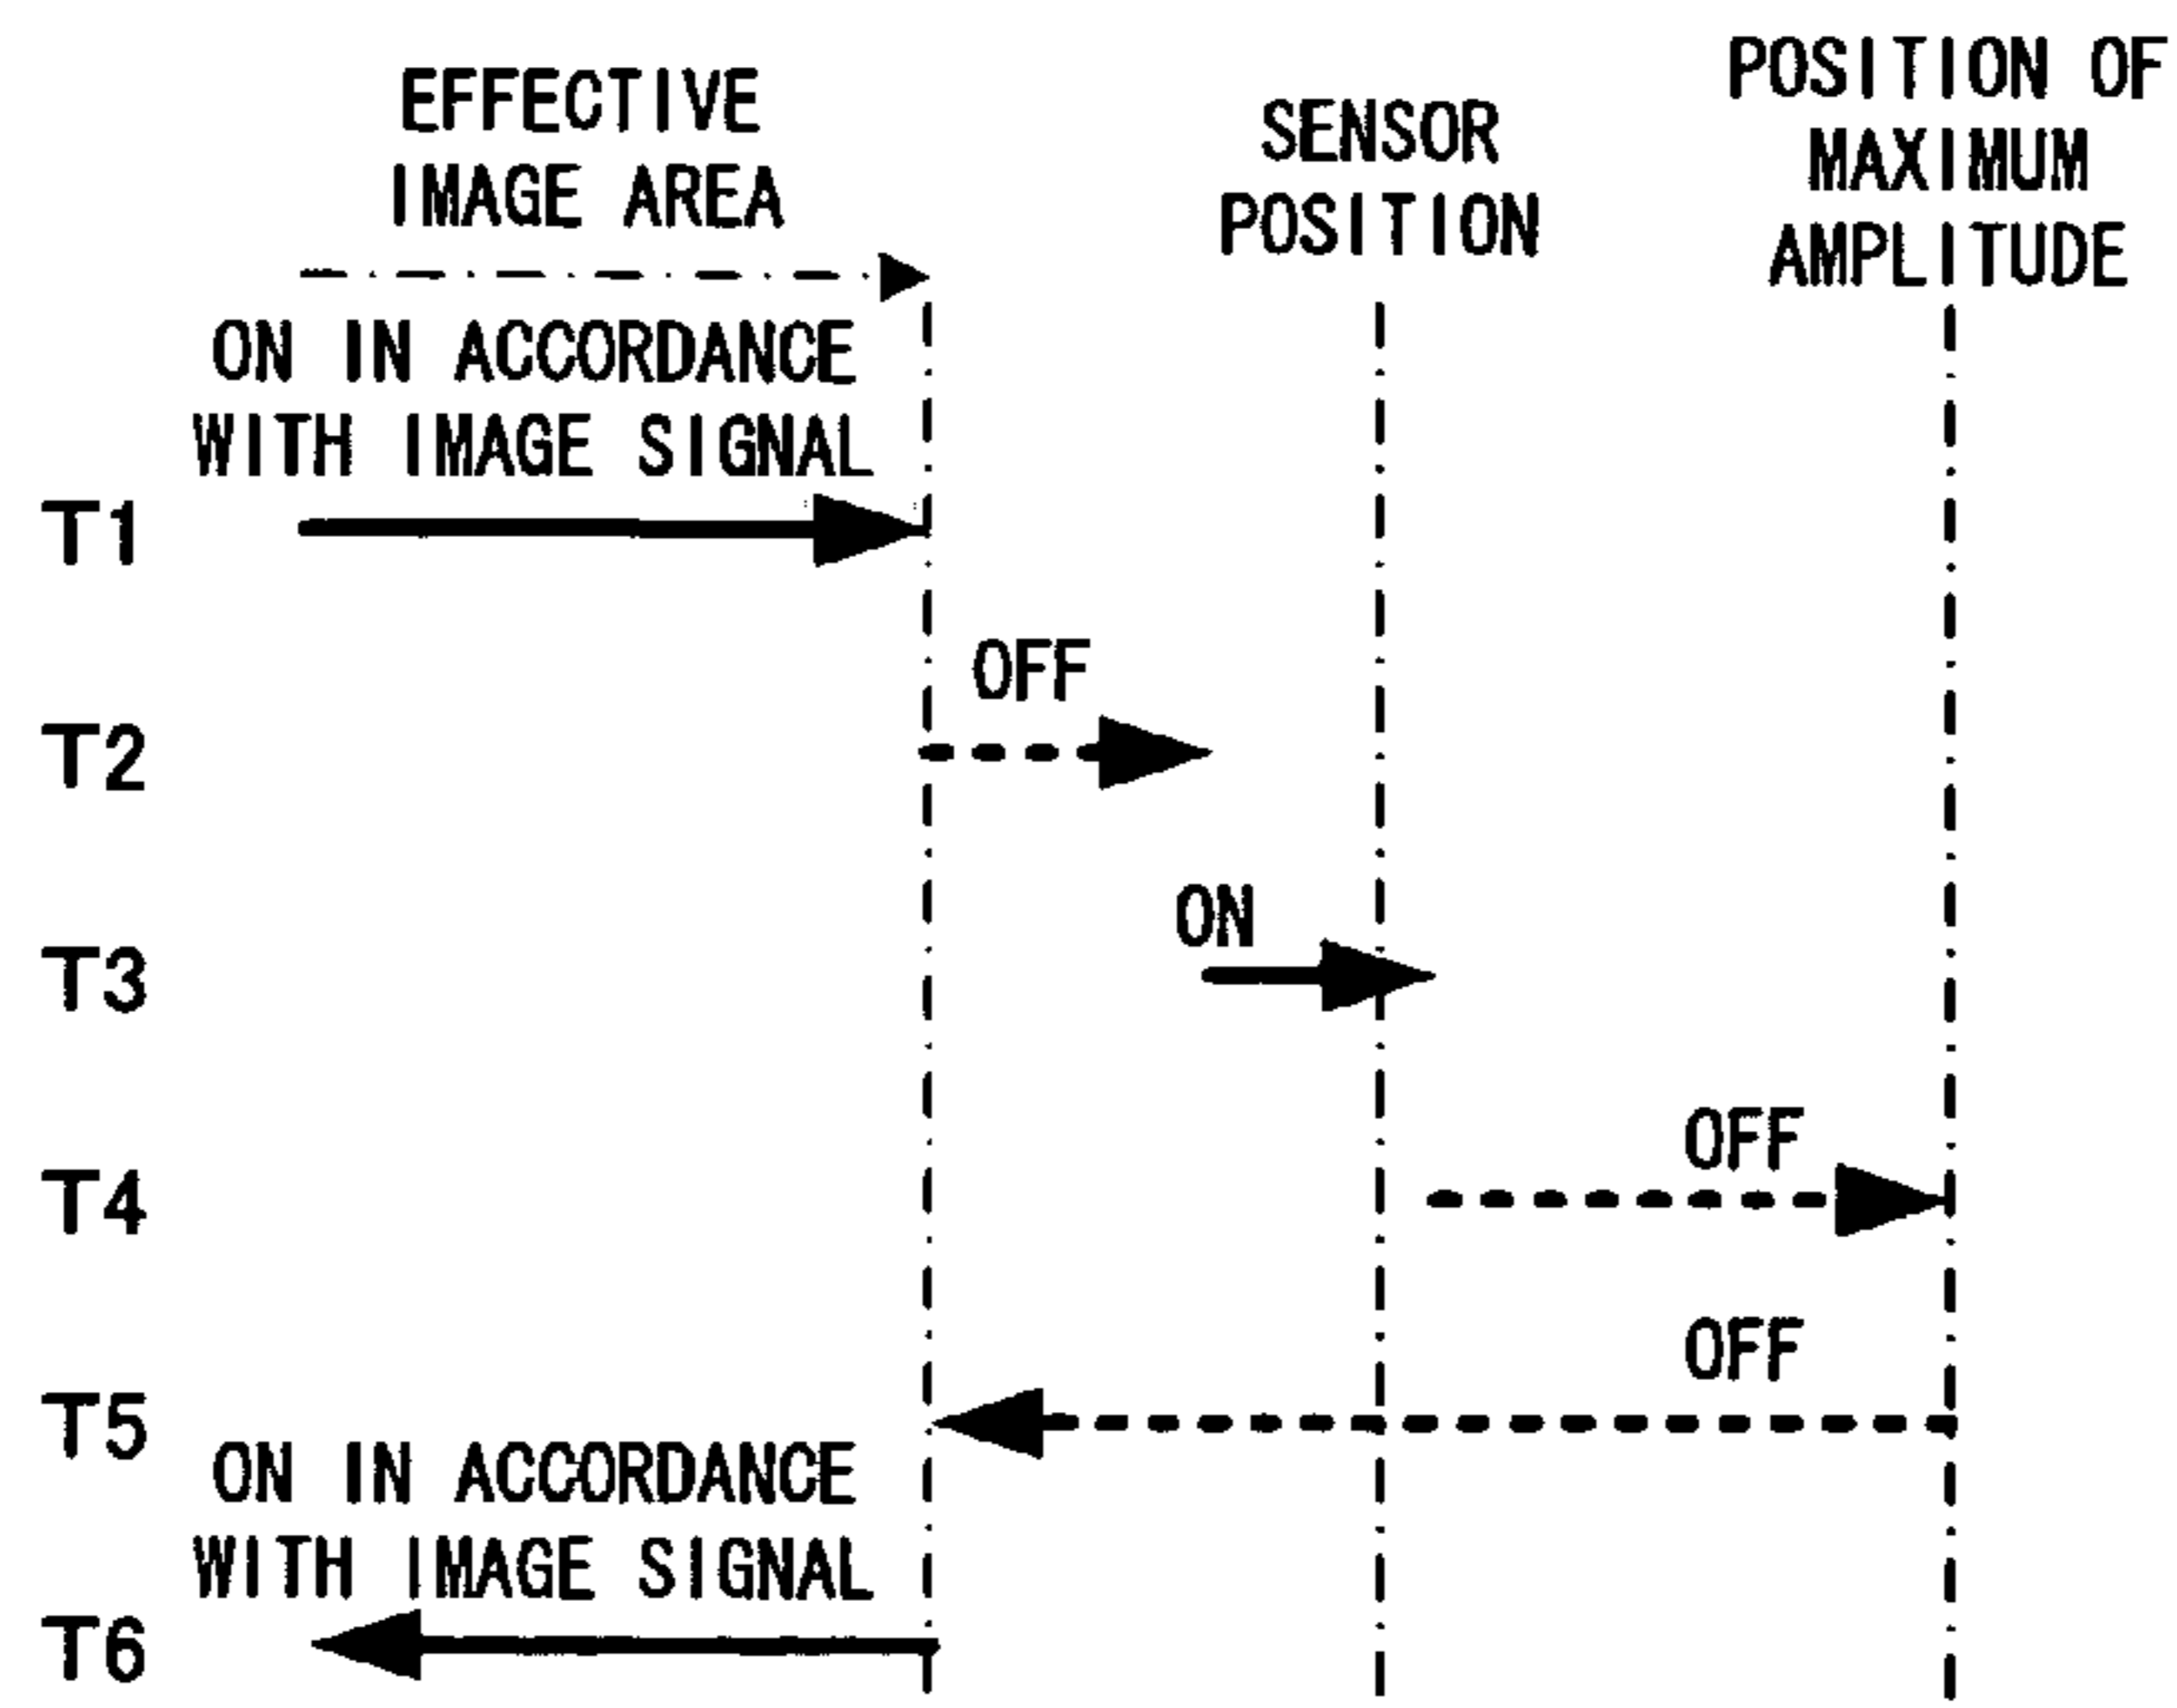 EFFECTIVE
IMAGE AREA
SENSOR
POSITION
POSITION OF
MAXIMUM
AMPLITUDE
ON IN ACCORDANCE
WITH IMAGE SIGNAL
T1
OFF
T2
ON
T3
OFF
T4
OFF
T5
ON IN ACCORDANCE
WITH IMAGE SIGNAL
T6